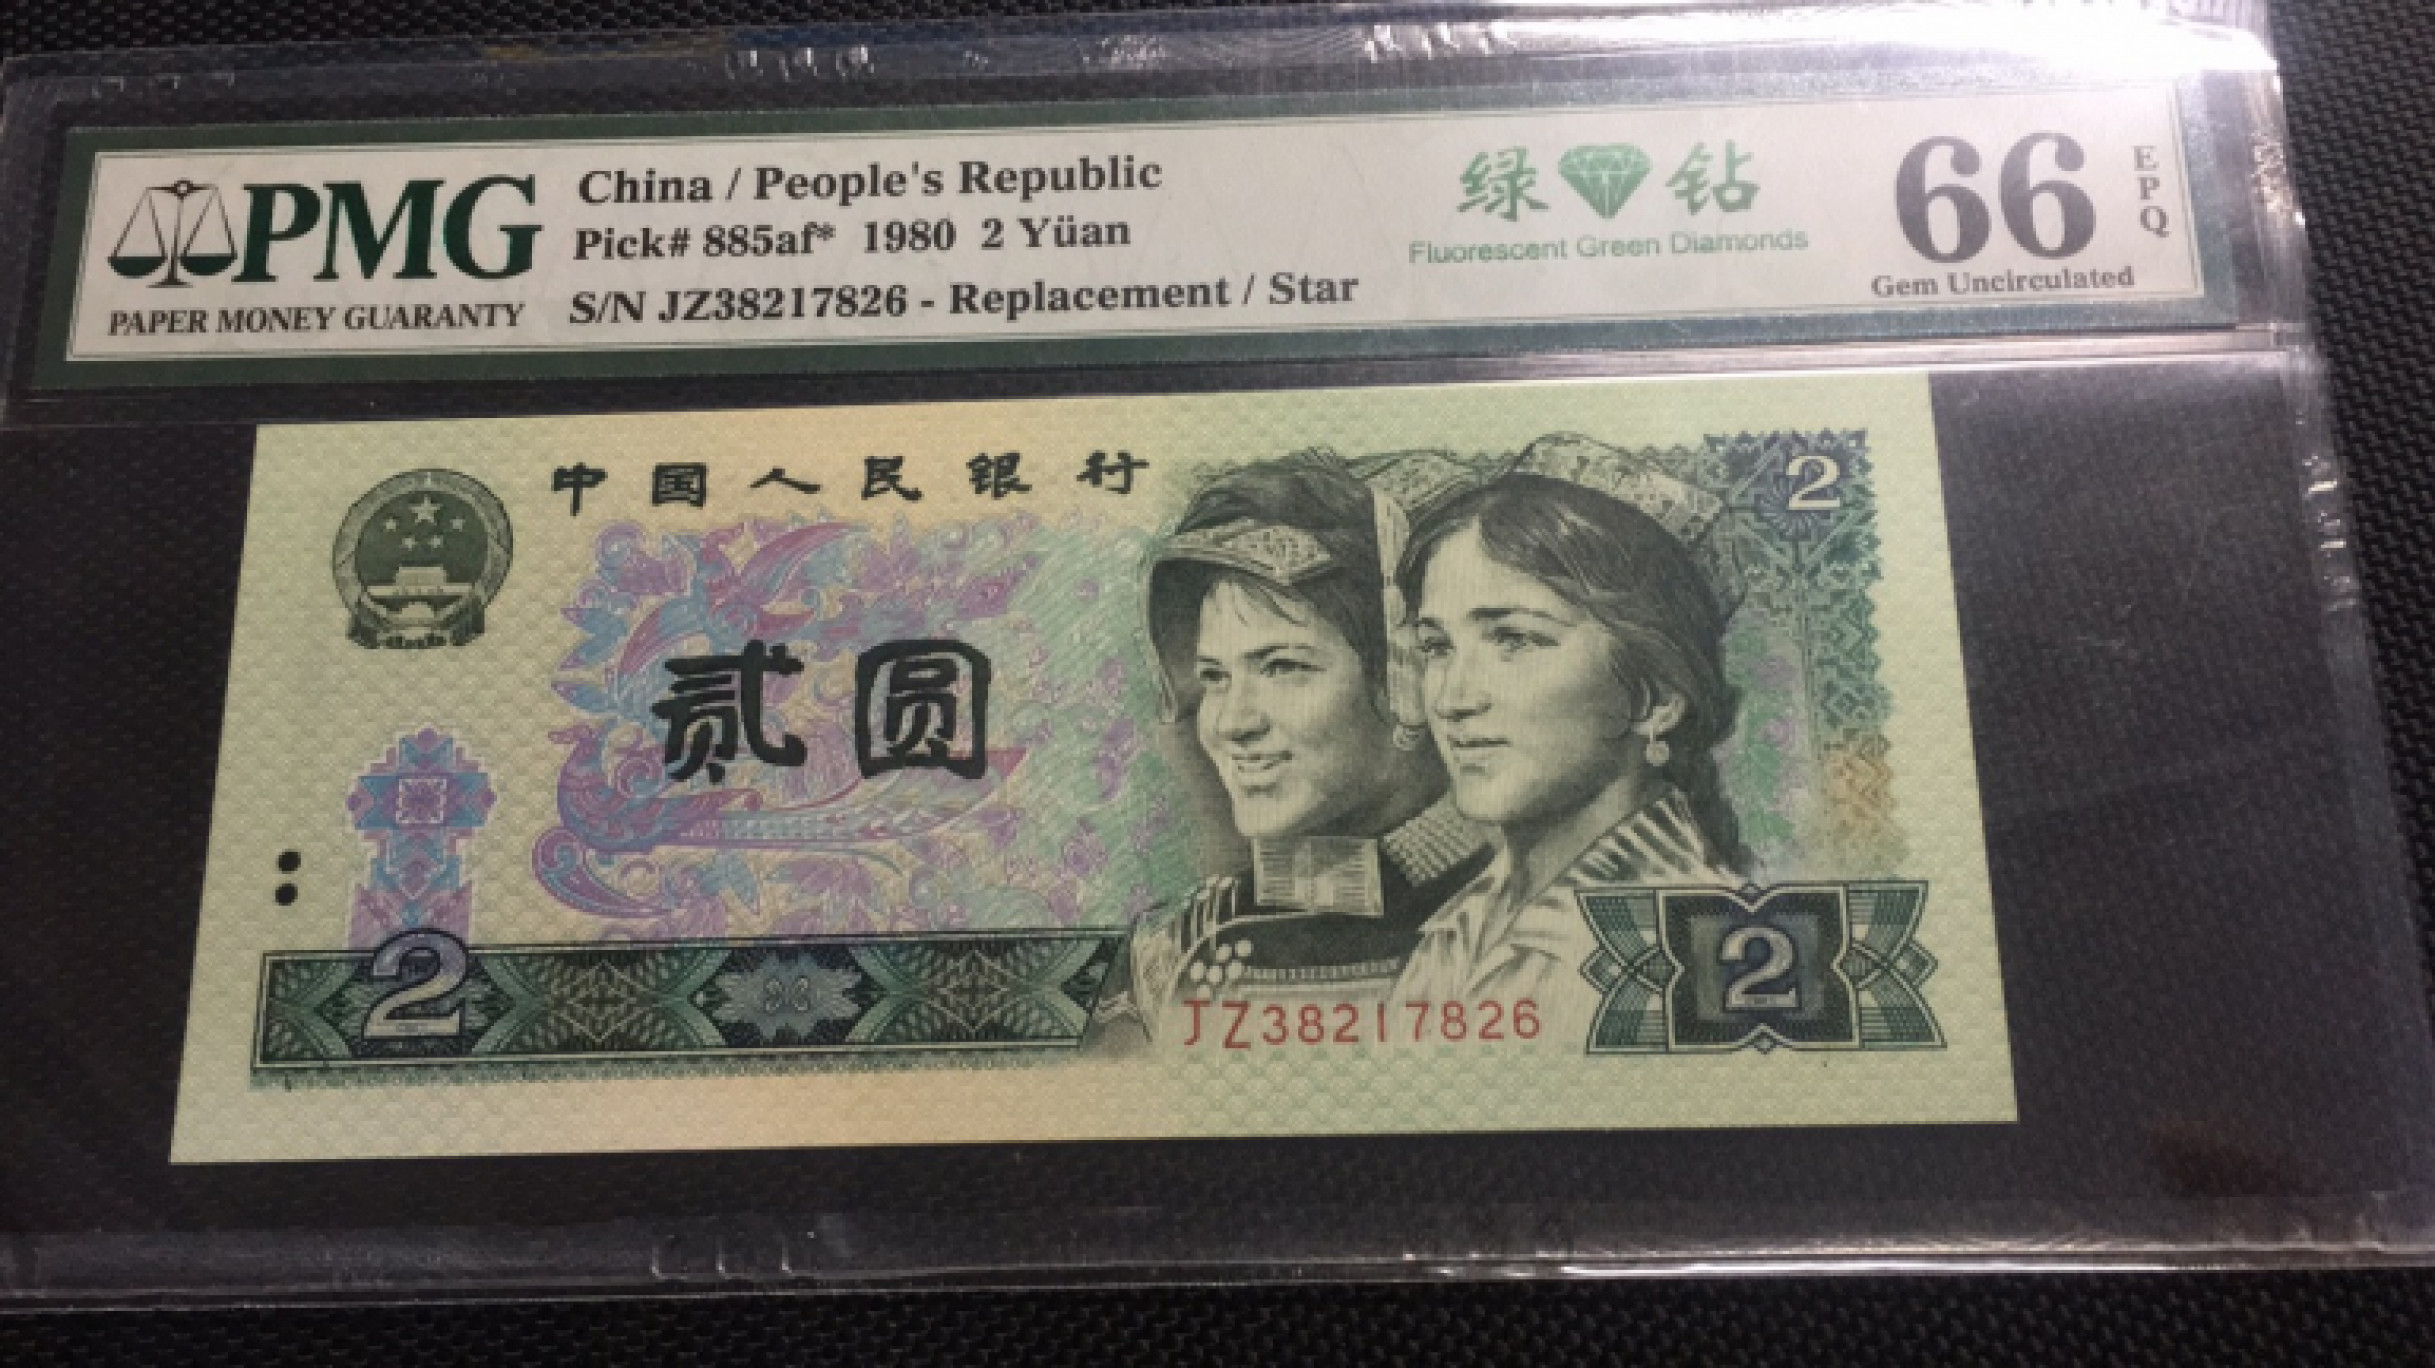 PMG
PAPER MONEY GUARANTY
China / People's Republic
Pick# 885af* 1980 2 Yüan
S/N JZ38217826 - Replacement / Star
绿 钻
Fluorescent Green Diamonds
66 EPQ
Gem Uncirculated
中国人民银行
2
贰圆
2
2
JZ38217826